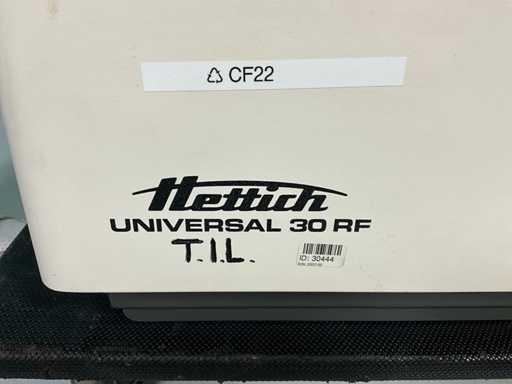 ♺ CF22
Hettich
UNIVERSAL 30 RF
T.I.L.
ID: 30444